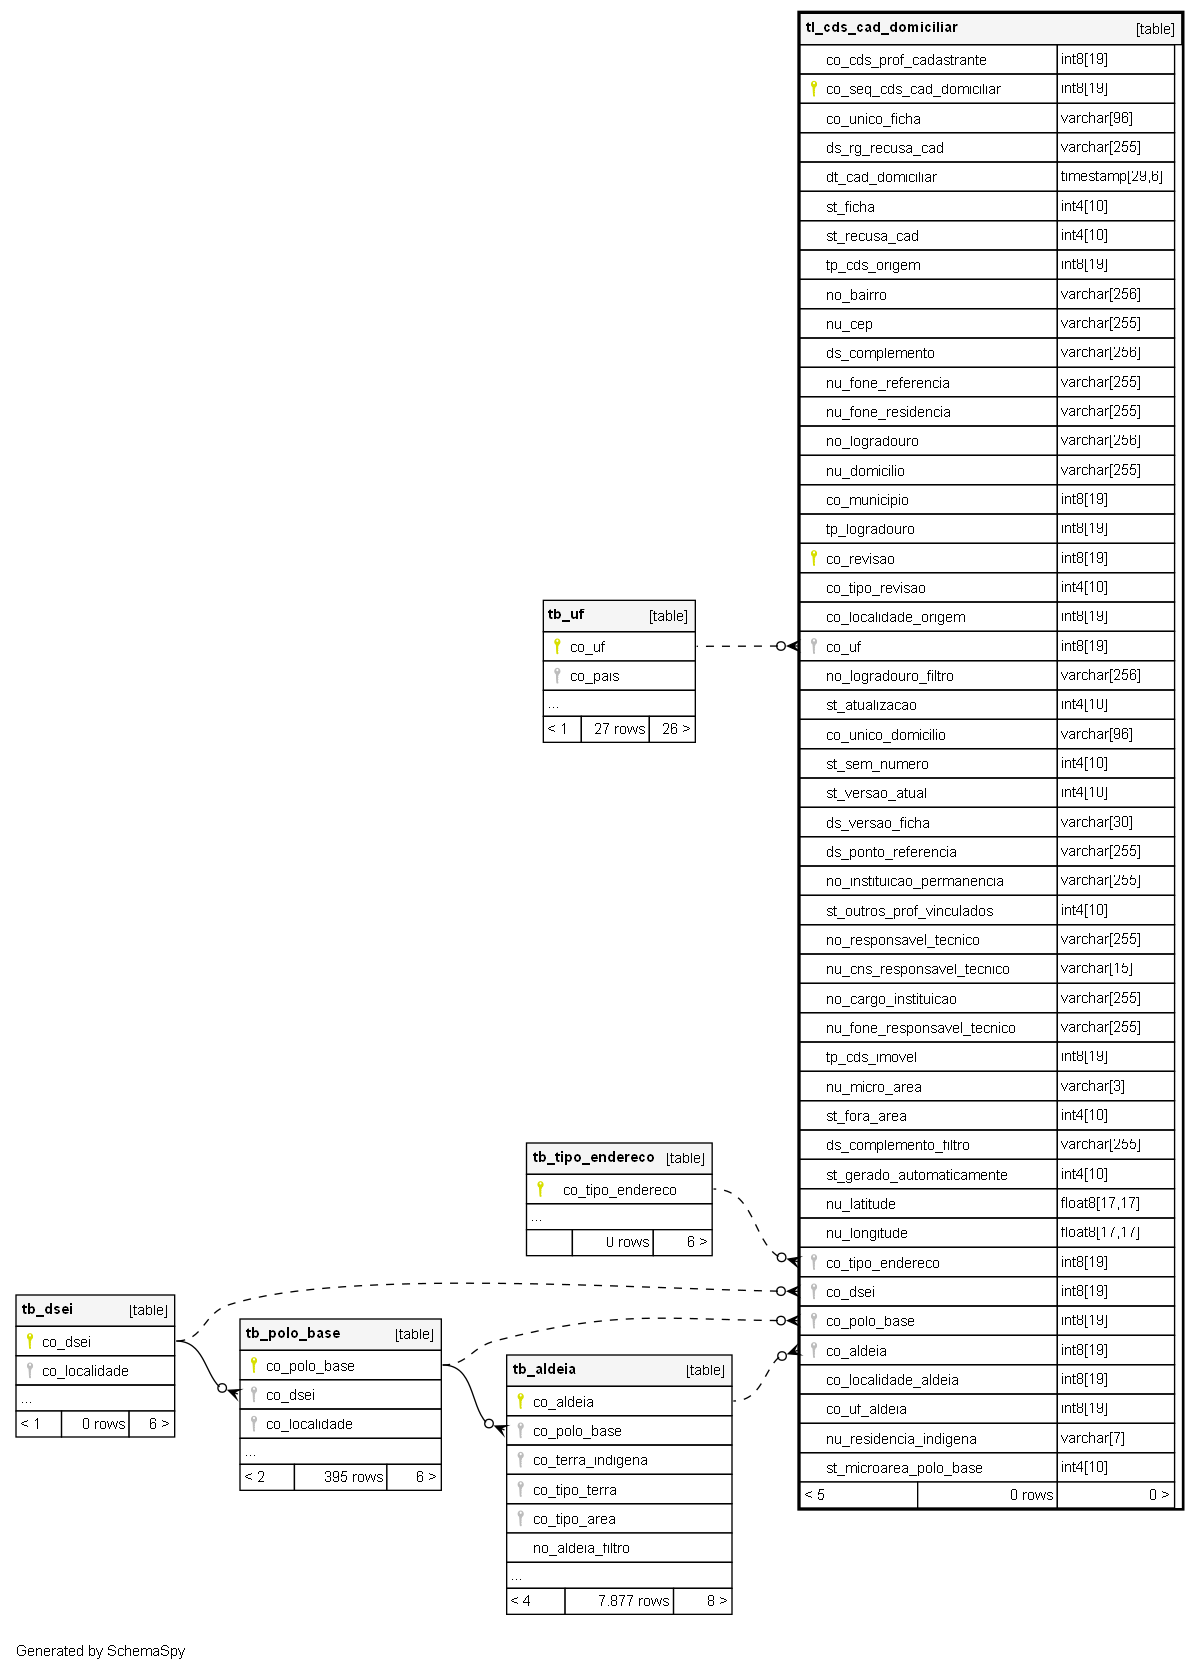 tl_cds_cad_domiciliar [table]
co_cds_prof_cadastrante int8[19]
co_seq_cds_cad_domiciliar int8[19]
co_unico_ficha varchar[96]
ds_rg_recusa_cad varchar[255]
dt_cad_domiciliar timestamp[29,6]
st_ficha int4[10]
st_recusa_cad int4[10]
tp_cds_origem int8[19]
no_bairro varchar[256]
nu_cep varchar[255]
ds_complemento varchar[256]
nu_fone_referencia varchar[255]
nu_fone_residencia varchar[255]
no_logradouro varchar[256]
nu_domicilio varchar[255]
co_municipio int8[19]
tp_logradouro int8[19]
co_revisao int8[19]
co_tipo_revisao int4[10]
co_localidade_origem int8[19]
co_uf int8[19]
no_logradouro_filtro varchar[256]
st_atualizacao int4[10]
co_unico_domicilio varchar[96]
st_sem_numero int4[10]
st_versao_atual int4[10]
ds_versao_ficha varchar[30]
ds_ponto_referencia varchar[255]
no_instituicao_permanencia varchar[255]
st_outros_prof_vinculados int4[10]
no_responsavel_tecnico varchar[255]
nu_cns_responsavel_tecnico varchar[15]
no_cargo_instituicao varchar[255]
nu_fone_responsavel_tecnico varchar[255]
tp_cds_imovel int8[19]
nu_micro_area varchar[3]
st_fora_area int4[10]
ds_complemento_filtro varchar[255]
st_gerado_automaticamente int4[10]
nu_latitude float8[17,17]
nu_longitude float8[17,17]
co_tipo_endereco int8[19]
co_dsei int8[19]
co_polo_base int8[19]
co_aldeia int8[19]
co_localidade_aldeia int8[19]
co_uf_aldeia int8[19]
nu_residencia_indigena varchar[7]
st_microarea_polo_base int4[10]
< 5 0 rows 0 >
tb_uf [table]
co_uf
co_pais
...
< 1 27 rows 26 >
tb_tipo_endereco [table]
co_tipo_endereco
...
0 rows 6 >
tb_dsei [table]
co_dsei
co_localidade
...
< 1 0 rows 6 >
tb_polo_base [table]
co_polo_base
co_dsei
co_localidade
...
< 2 395 rows 6 >
tb_aldeia [table]
co_aldeia
co_polo_base
co_terra_indigena
co_tipo_terra
co_tipo_area
no_aldeia_filtro
...
< 4 7.877 rows 8 >
Generated by SchemaSpy